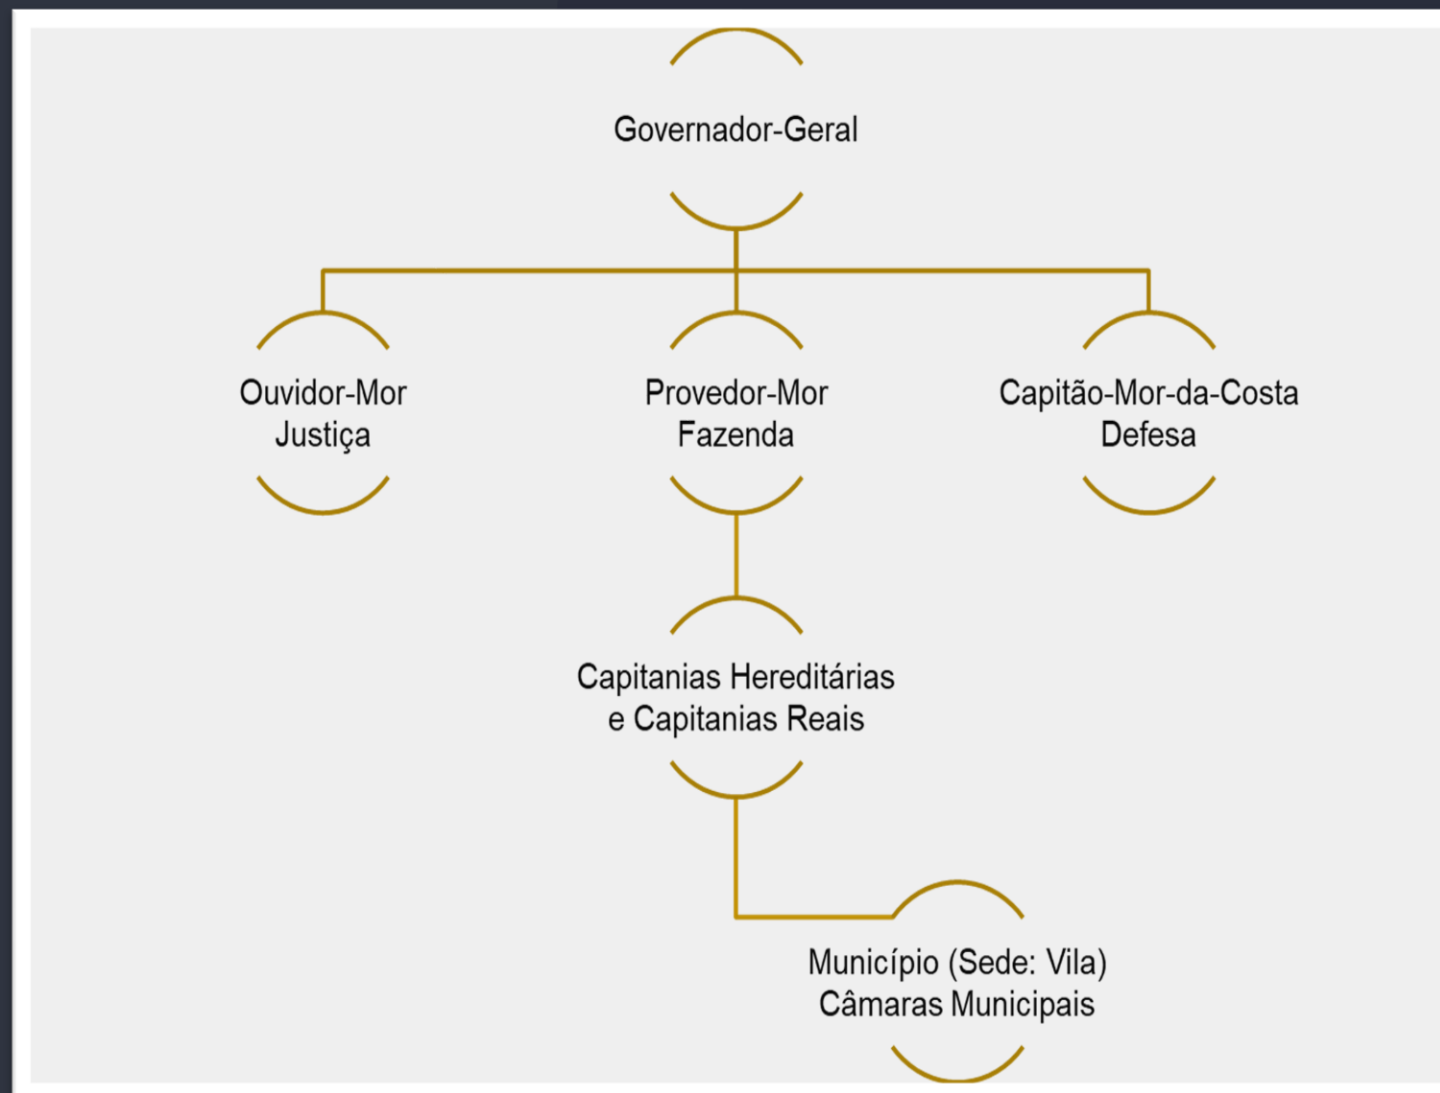 Governador-Geral
Ouvidor-Mor
Justiça
Provedor-Mor
Fazenda
Capitão-Mor-da-Costa
Defesa
Capitanias Hereditárias
e Capitanias Reais
Município (Sede: Vila)
Câmaras Municipais